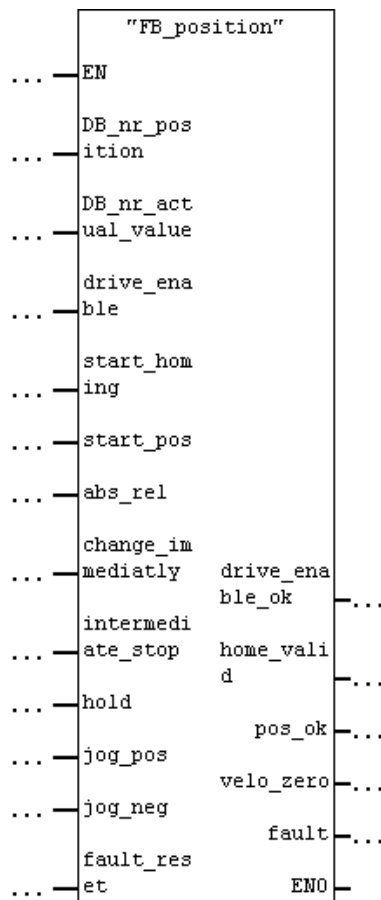 "FB_position"
... EN
DB_nr_pos
... ition
DB_nr_act
... ual_value
drive_ena
... ble
start_hom
... ing
... start_pos
... abs_rel
change_im
... mediatly drive_ena
ble_ok ...
intermedi
... ate_stop home_vali
d ...
... hold
pos_ok ...
... jog_pos
velo_zero ...
... jog_neg
fault ...
fault_res
... et ENO